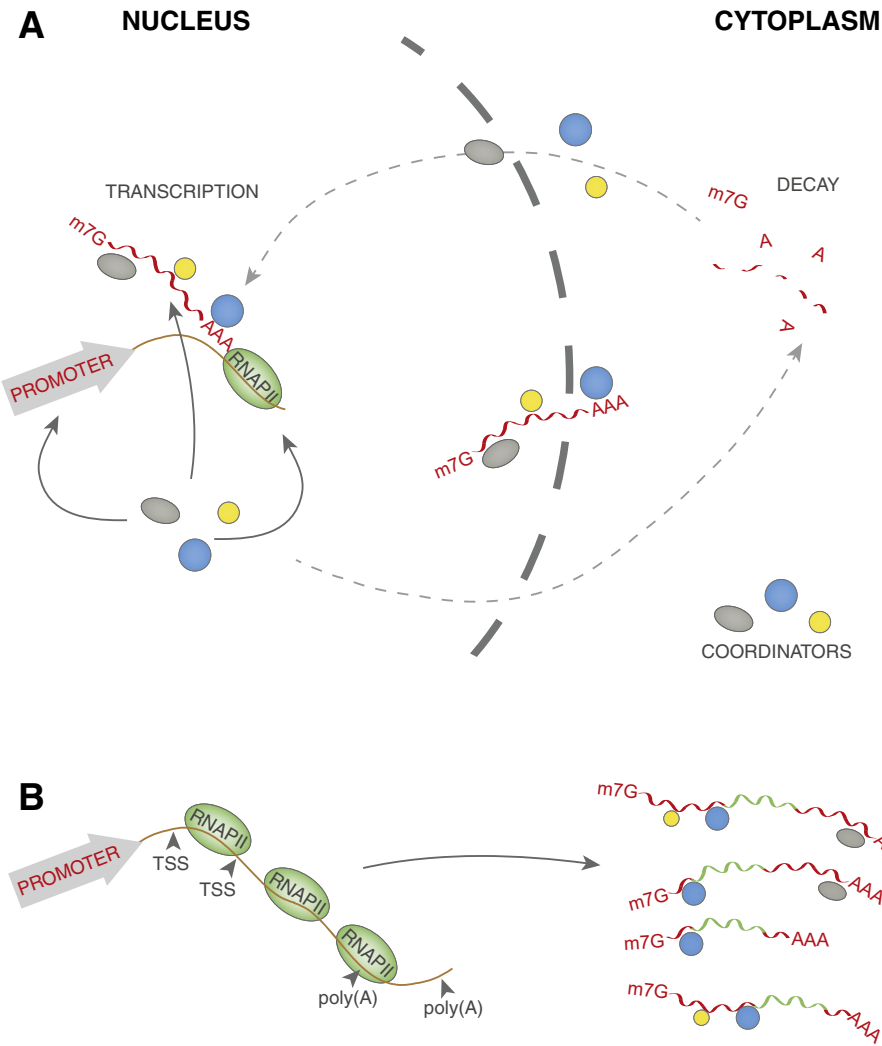 A
NUCLEUS
CYTOPLASM
TRANSCRIPTION
m7G
DECAY
m7G
A
A
A
AAA
PROMOTER
RNAPII
AAA
m7G
COORDINATORS
B
m7G
A
RNAPII
PROMOTER
TSS
TSS
RNAPII
m7G
AAA
m7G
AAA
RNAPII
poly(A)
poly(A)
m7G
AAA